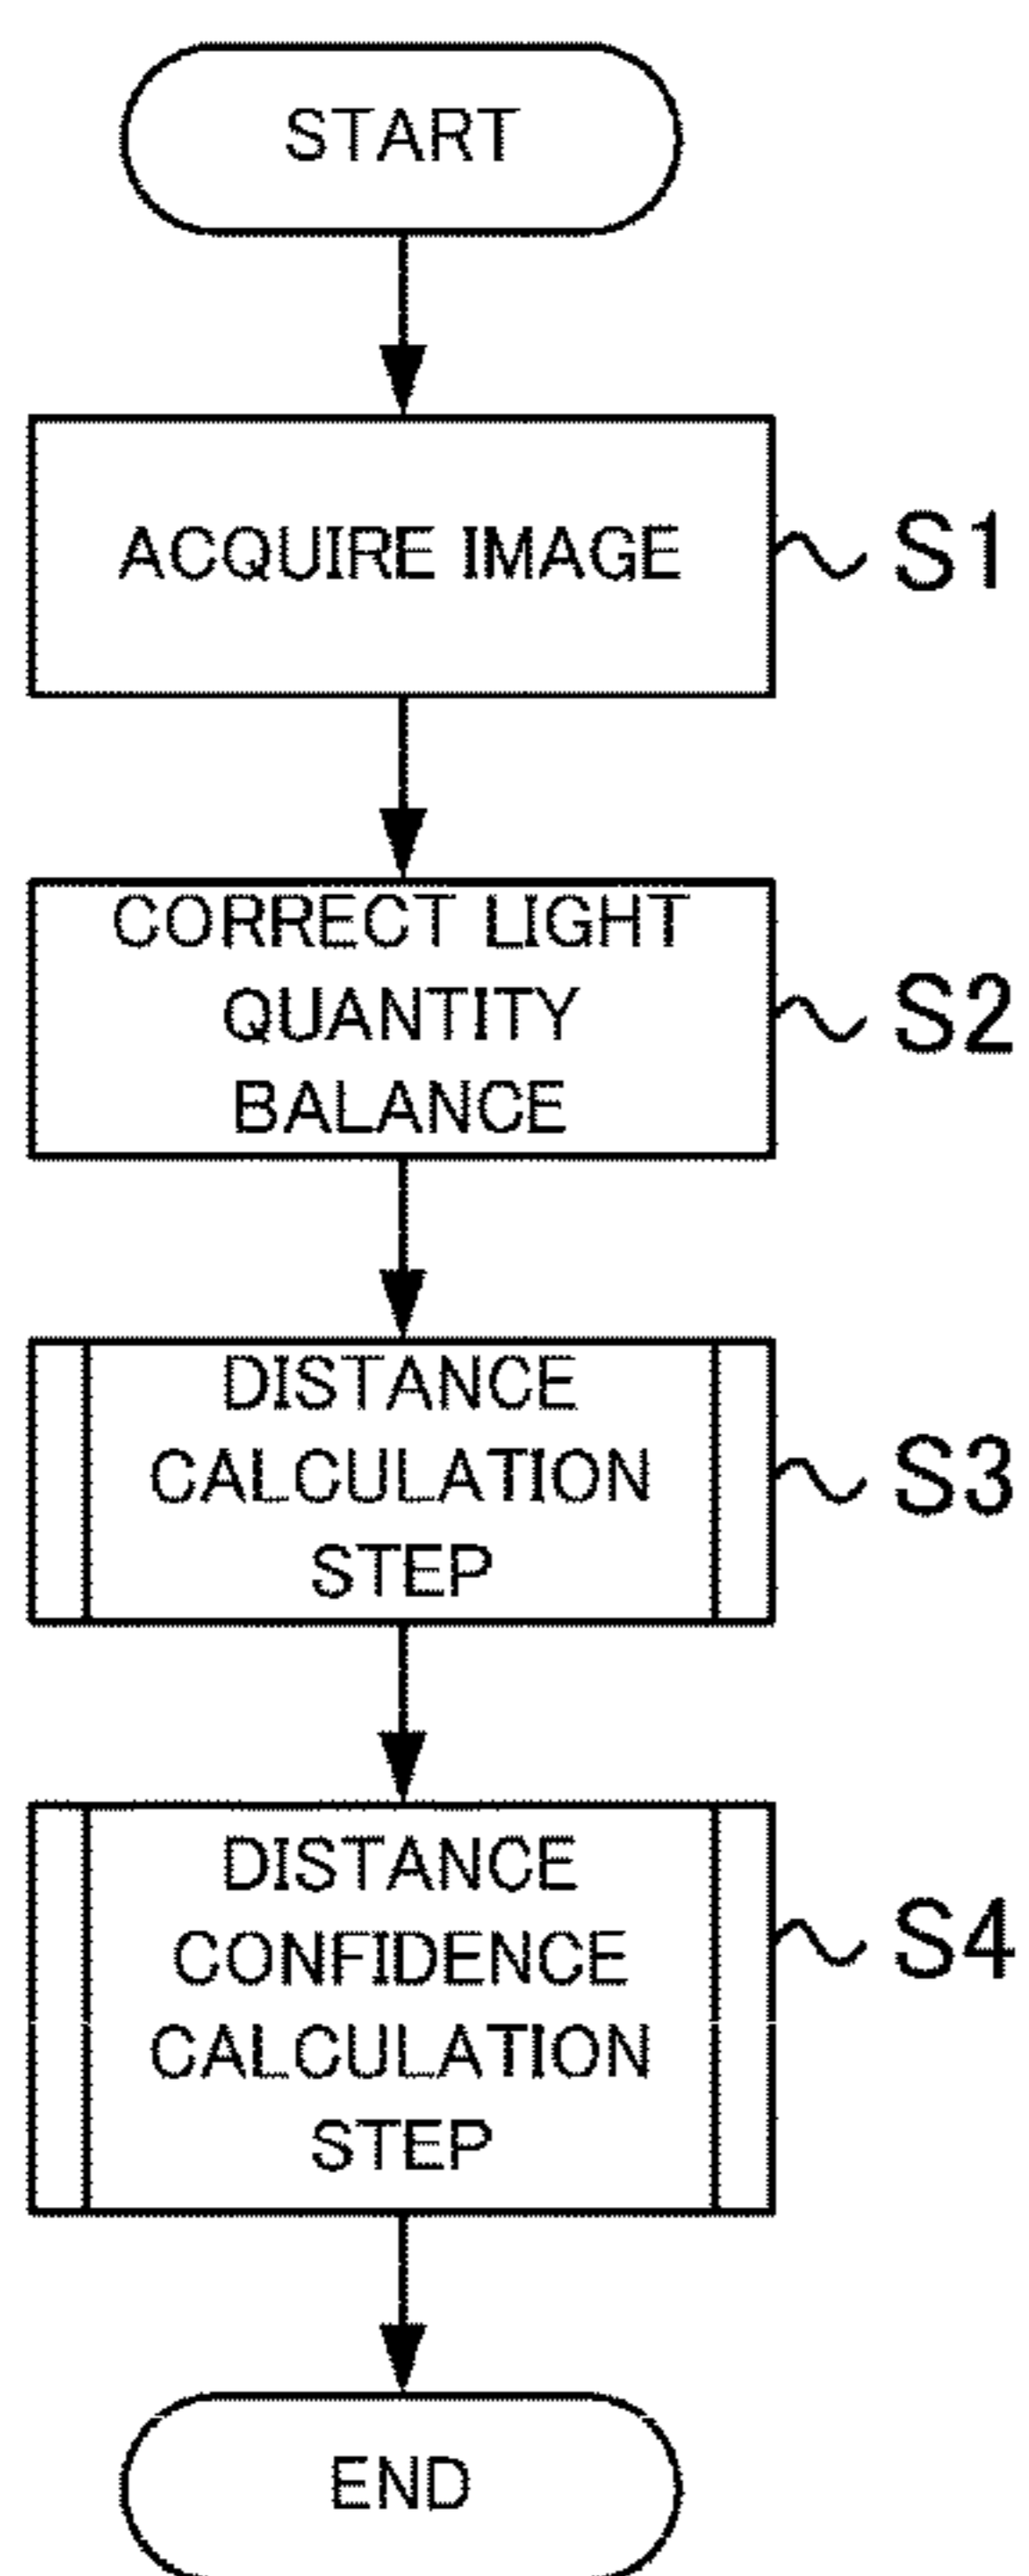 START
ACQUIRE IMAGE
S1
CORRECT LIGHT
QUANTITY
BALANCE
S2
DISTANCE
CALCULATION
STEP
S3
DISTANCE
CONFIDENCE
CALCULATION
STEP
S4
END